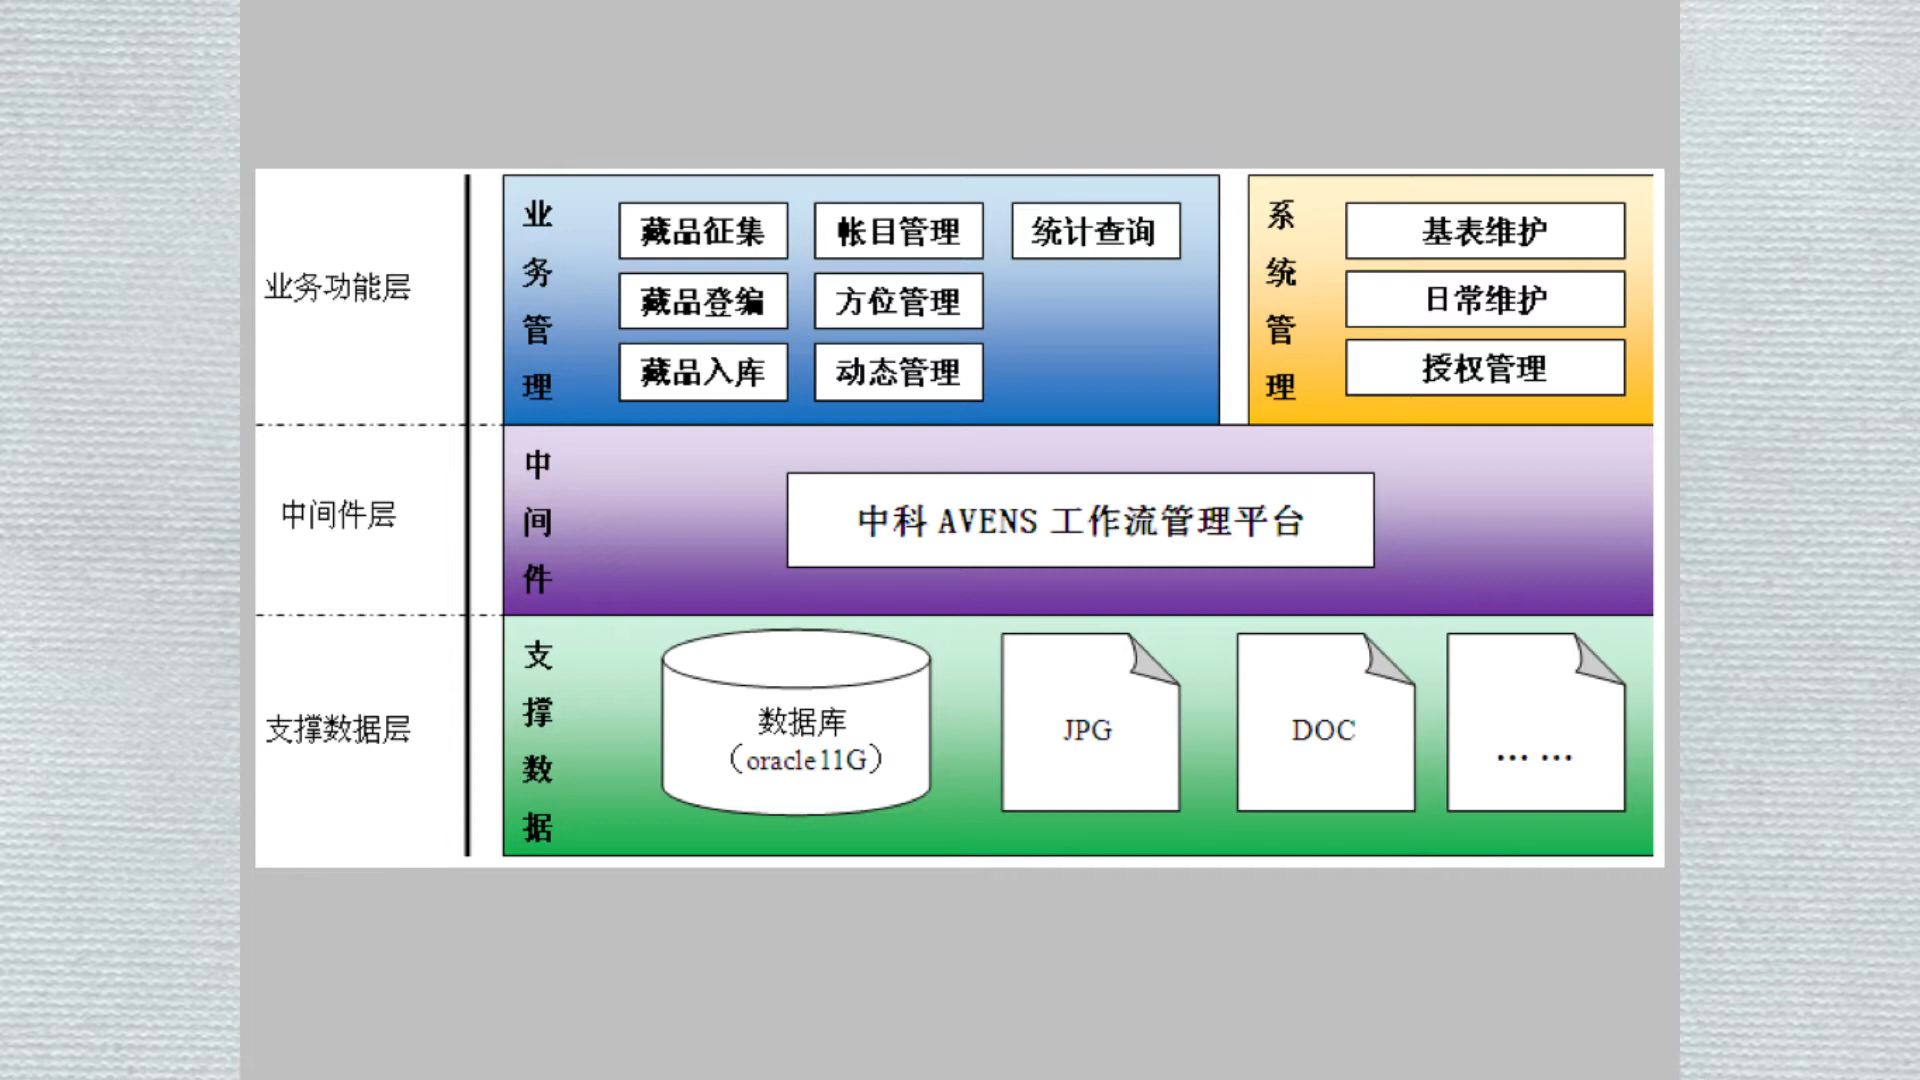 业务功能层
业务管理
藏品征集
帐目管理
统计查询
藏品登编
方位管理
藏品入库
动态管理
系统管理
基表维护
日常维护
授权管理
中间件层
中间件
中科 AVENS 工作流管理平台
支撑数据层
支撑数据
数据库
（oracle11G）
JPG
DOC
... ...